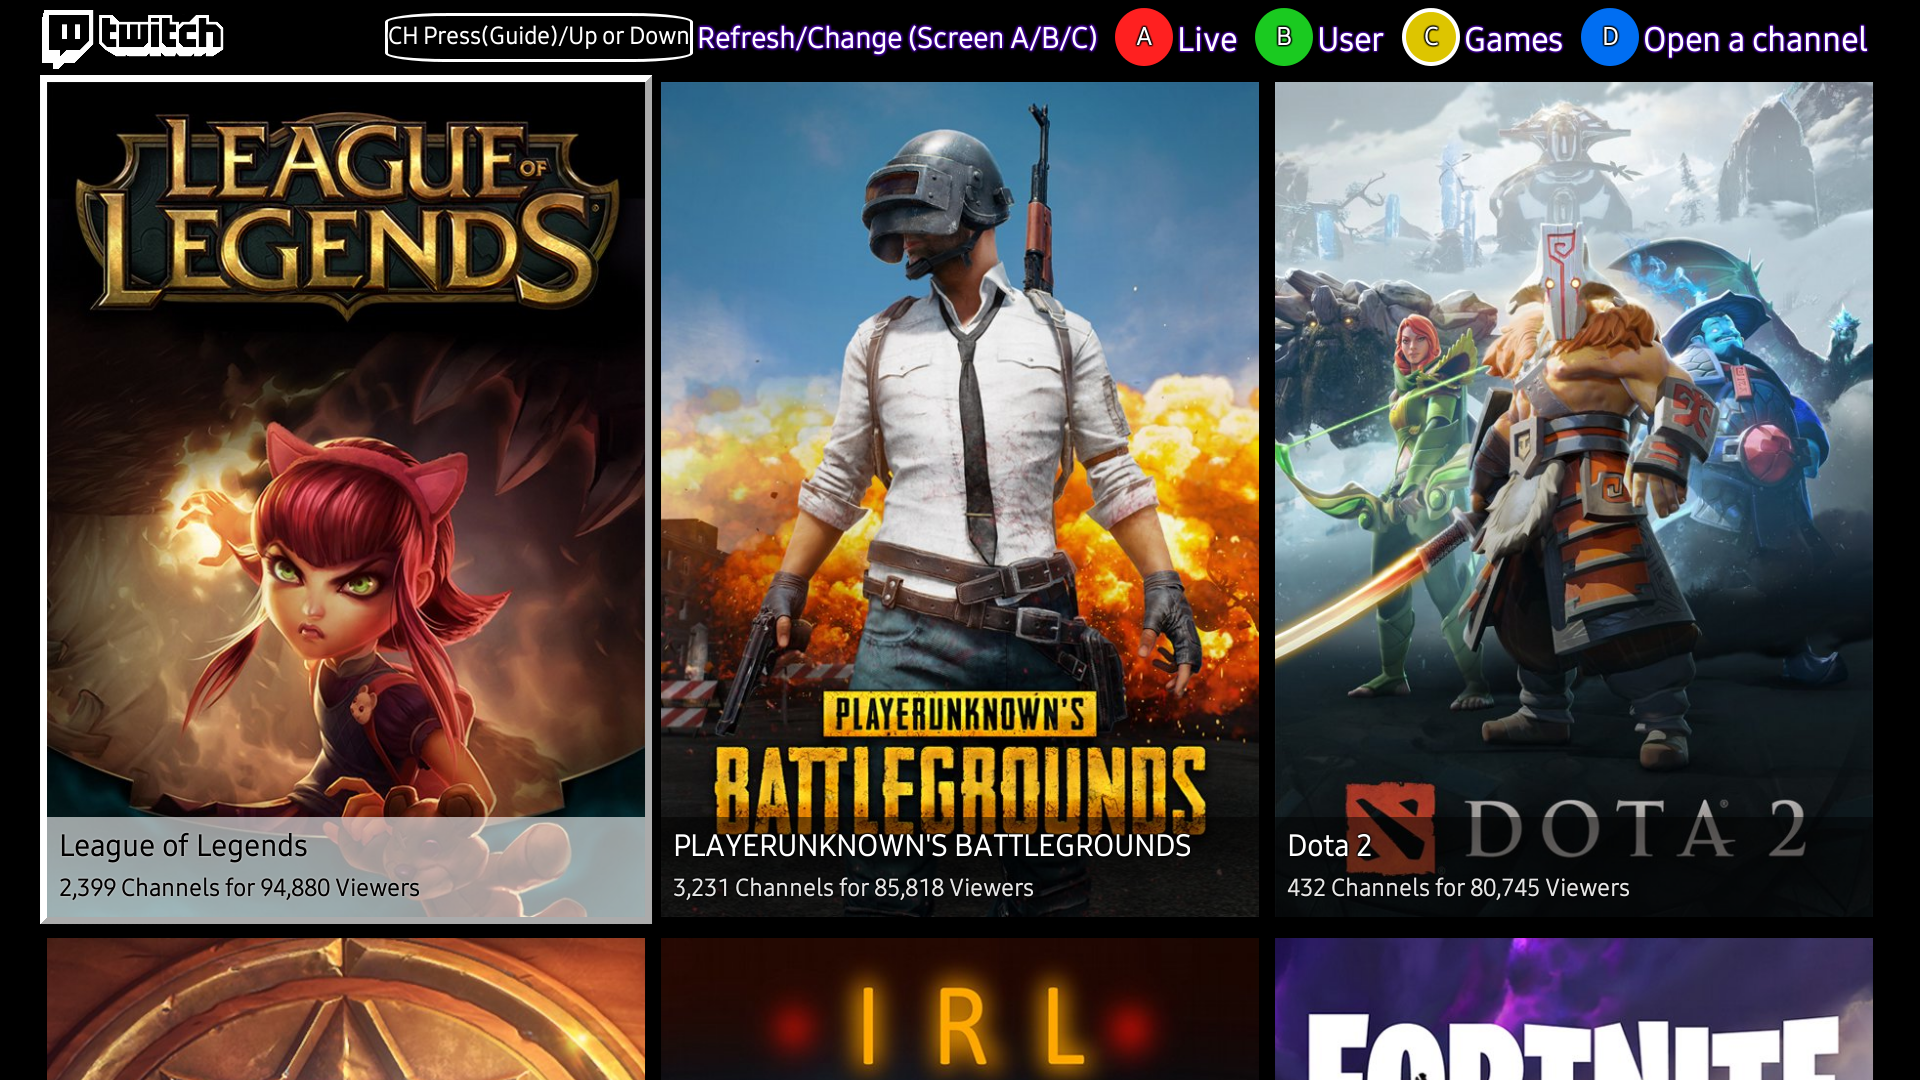 twitch
CH Press(Guide)/Up or Down Refresh/Change (Screen A/B/C) A Live B User C Games D Open a channel
LEAGUE OF
LEGENDS
PLAYERUNKNOWN'S
BATTLEGROUNDS
DOTA 2
League of Legends
2,399 Channels for 94,880 Viewers
PLAYERUNKNOWN'S BATTLEGROUNDS
3,231 Channels for 85,818 Viewers
Dota 2
432 Channels for 80,745 Viewers
IRL
FORTNITE